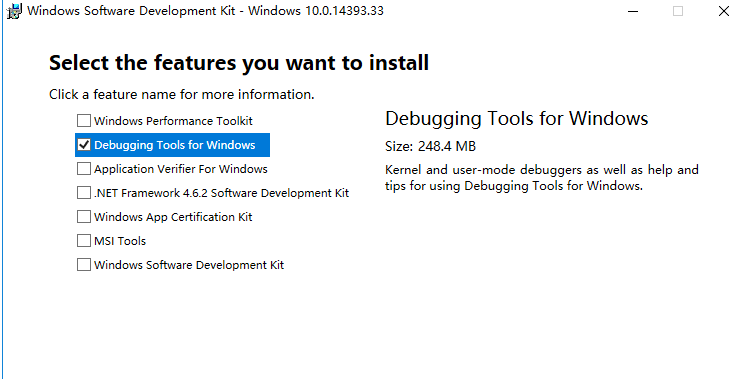 Windows Software Development Kit - Windows 10.0.14393.33
Select the features you want to install
Click a feature name for more information.
Windows Performance Toolkit
Debugging Tools for Windows
Application Verifier For Windows
.NET Framework 4.6.2 Software Development Kit
Windows App Certification Kit
MSI Tools
Windows Software Development Kit
Debugging Tools for Windows
Size: 248.4 MB
Kernel and user-mode debuggers as well as help and
tips for using Debugging Tools for Windows.